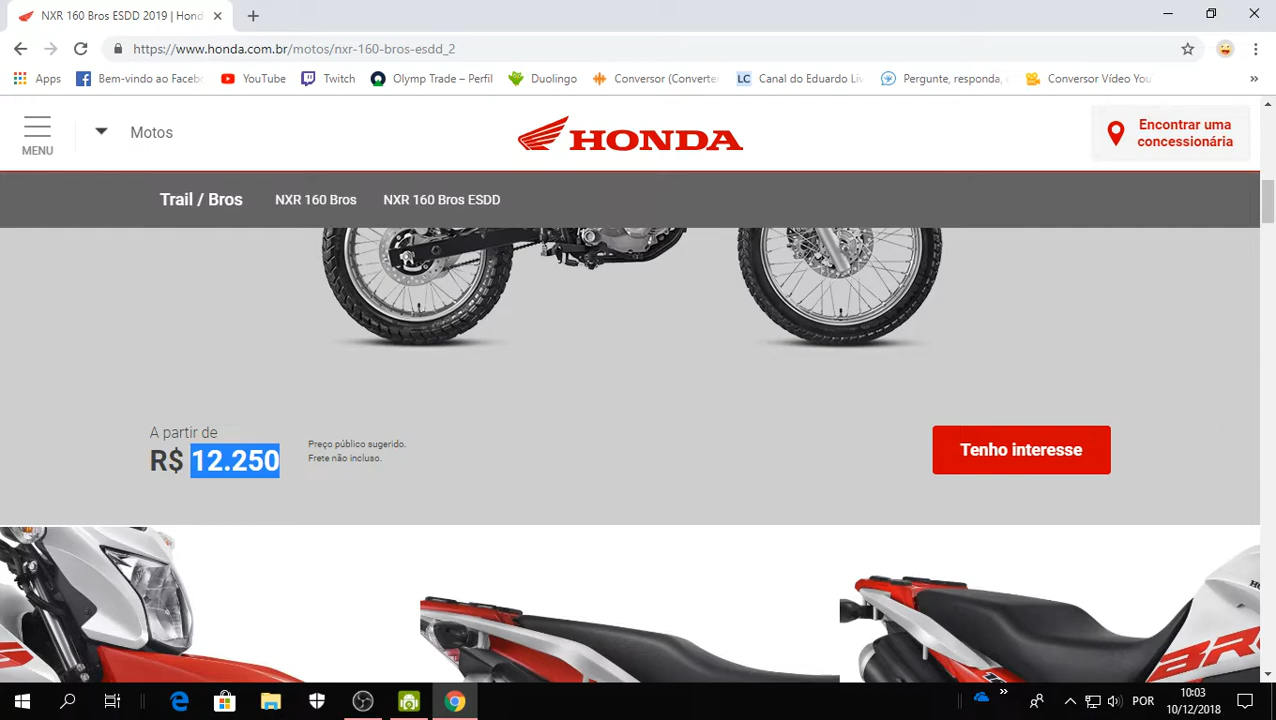 NXR 160 Bros ESDD 2019 | Hond
https://www.honda.com.br/motos/nxr-160-bros-esdd_2
Apps Bem-vindo ao Facebo YouTube Twitch Olymp Trade – Perfil Duolingo Conversor (Converte LC Canal do Eduardo Liv Pergunte, responda, Conversor Vídeo You »
MENU
Motos
HONDA
Encontrar uma
concessionária
Trail / Bros NXR 160 Bros NXR 160 Bros ESDD
A partir de
R$ 12.250
Preço público sugerido.
Frete não incluso.
Tenho interesse
POR
10:03
10/12/2018